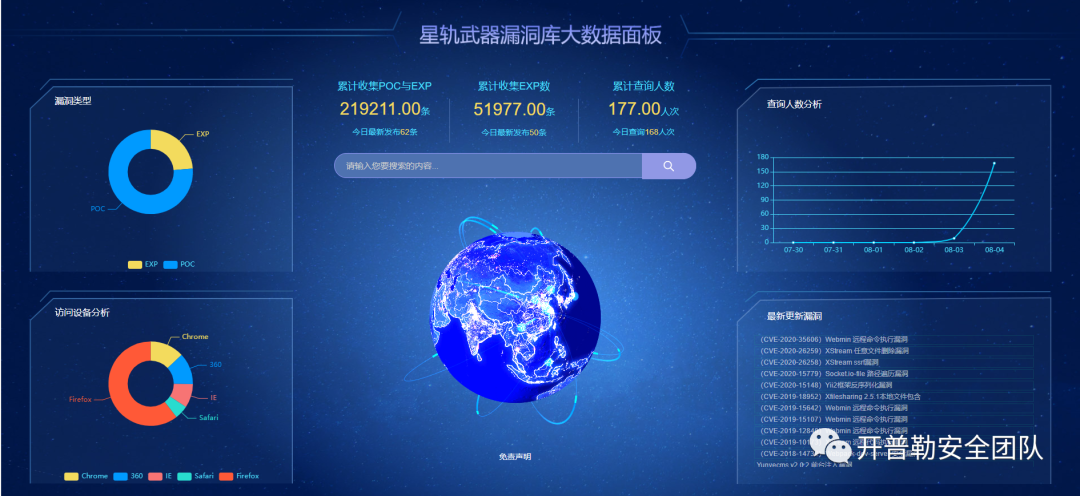 星轨武器漏洞库大数据面板
漏洞类型
EXP
POC
EXP POC
访问设备分析
Chrome
360
IE
Safari
Firefox
Chrome 360 IE Safari Firefox
累计收集POC与EXP
219211.00条
今日最新发布62条
累计收集EXP数
51977.00条
今日最新发布50条
累计查询人数
177.00人次
今日查询168人次
请输入您要搜索的内容...
免责声明
查询人数分析
180
150
120
90
60
30
0
07-30 07-31 08-01 08-02 08-03 08-04
最新更新漏洞
(CVE-2020-35606) Webmin 远程命令执行漏洞
(CVE-2020-26259) XStream 任意文件删除漏洞
(CVE-2020-26258) XStream ssrf漏洞
(CVE-2020-15779) Socket.io-file 路径遍历漏洞
(CVE-2020-15148) Yii2框架反序列化漏洞
(CVE-2019-18952) Xfilesharing 2.5.1本地文件包含
(CVE-2019-15642) Webmin 远程命令执行漏洞
(CVE-2019-15107) Webmin 远程命令执行漏洞
(CVE-2019-1284 min 远程命令执行漏洞
(CVE-2019-10
(CVE-2018-1473 -dev-server
Yunyecms v2.0.2 前台注入漏洞
开普勒安全团队